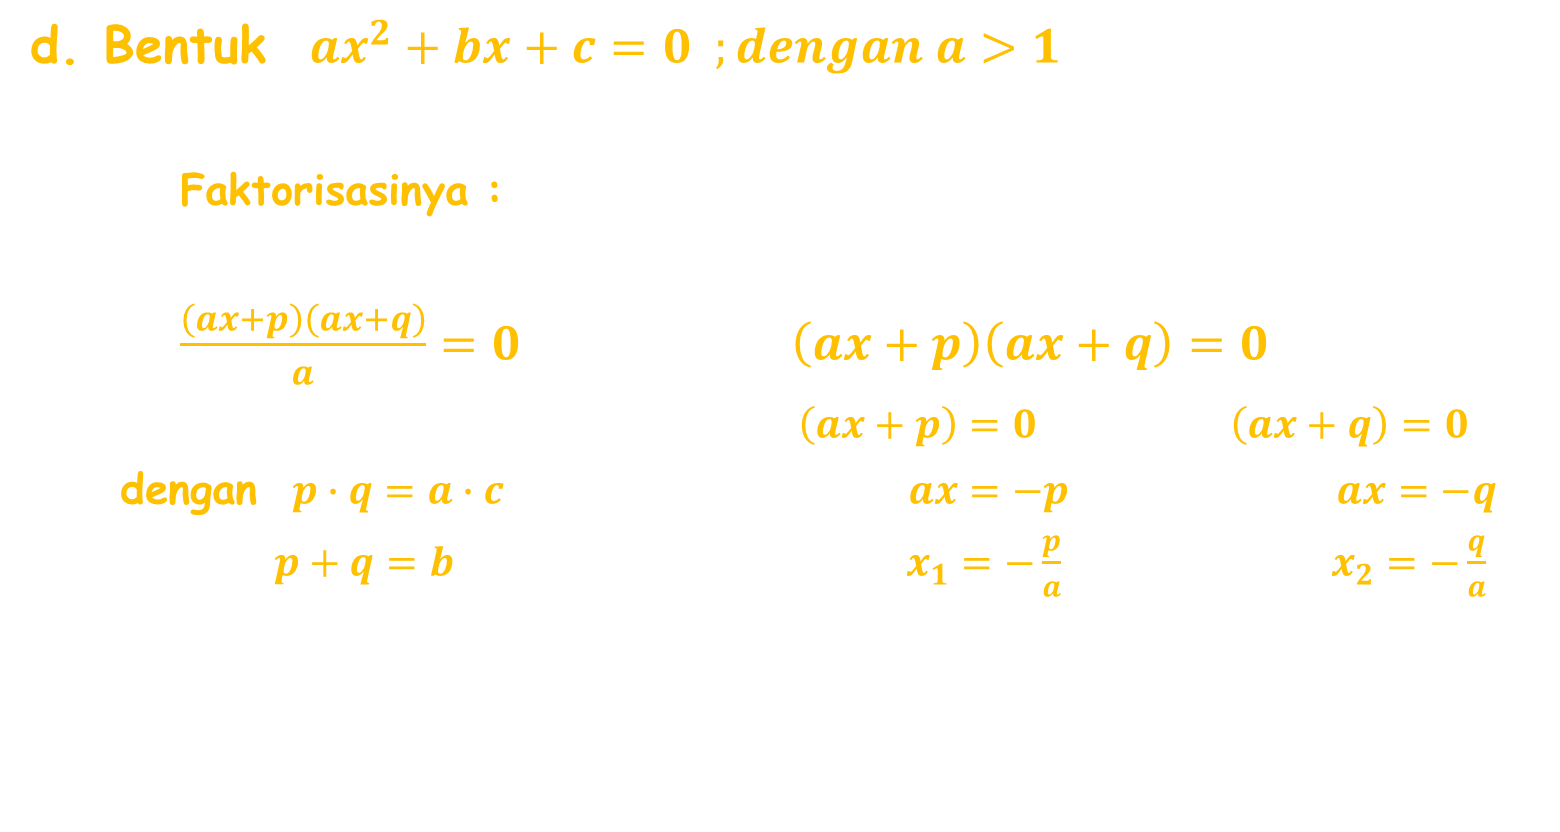 d. Bentuk ax² + bx + c = 0 ; dengan a > 1
Faktorisasinya :
(ax+p)(ax+q)/a = 0
(ax + p)(ax + q) = 0
(ax + p) = 0 (ax + q) = 0
dengan p · q = a · c
ax = −p ax = −q
p + q = b
x₁ = −p/a x₂ = −q/a